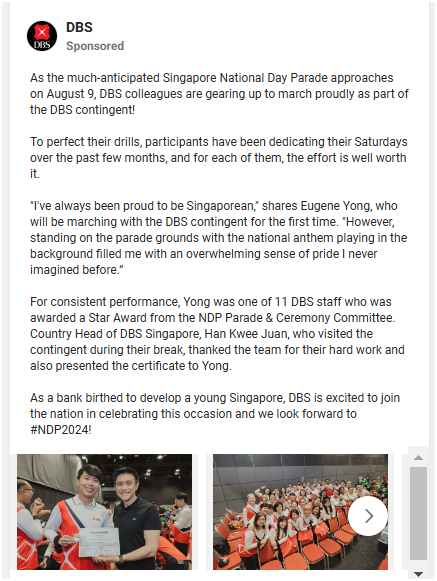 DBS
Sponsored
DBS
As the much-anticipated Singapore National Day Parade approaches
on August 9, DBS colleagues are gearing up to march proudly as part of
the DBS contingent!
To perfect their drills, participants have been dedicating their Saturdays
over the past few months, and for each of them, the effort is well worth
it.
"I've always been proud to be Singaporean," shares Eugene Yong, who
will be marching with the DBS contingent for the first time. "However,
standing on the parade grounds with the national anthem playing in the
background filled me with an overwhelming sense of pride I never
imagined before."
For consistent performance, Yong was one of 11 DBS staff who was
awarded a Star Award from the NDP Parade & Ceremony Committee.
Country Head of DBS Singapore, Han Kwee Juan, who visited the
contingent during their break, thanked the team for their hard work and
also presented the certificate to Yong.
As a bank birthed to develop a young Singapore, DBS is excited to join
the nation in celebrating this occasion and we look forward to
#NDP2024!